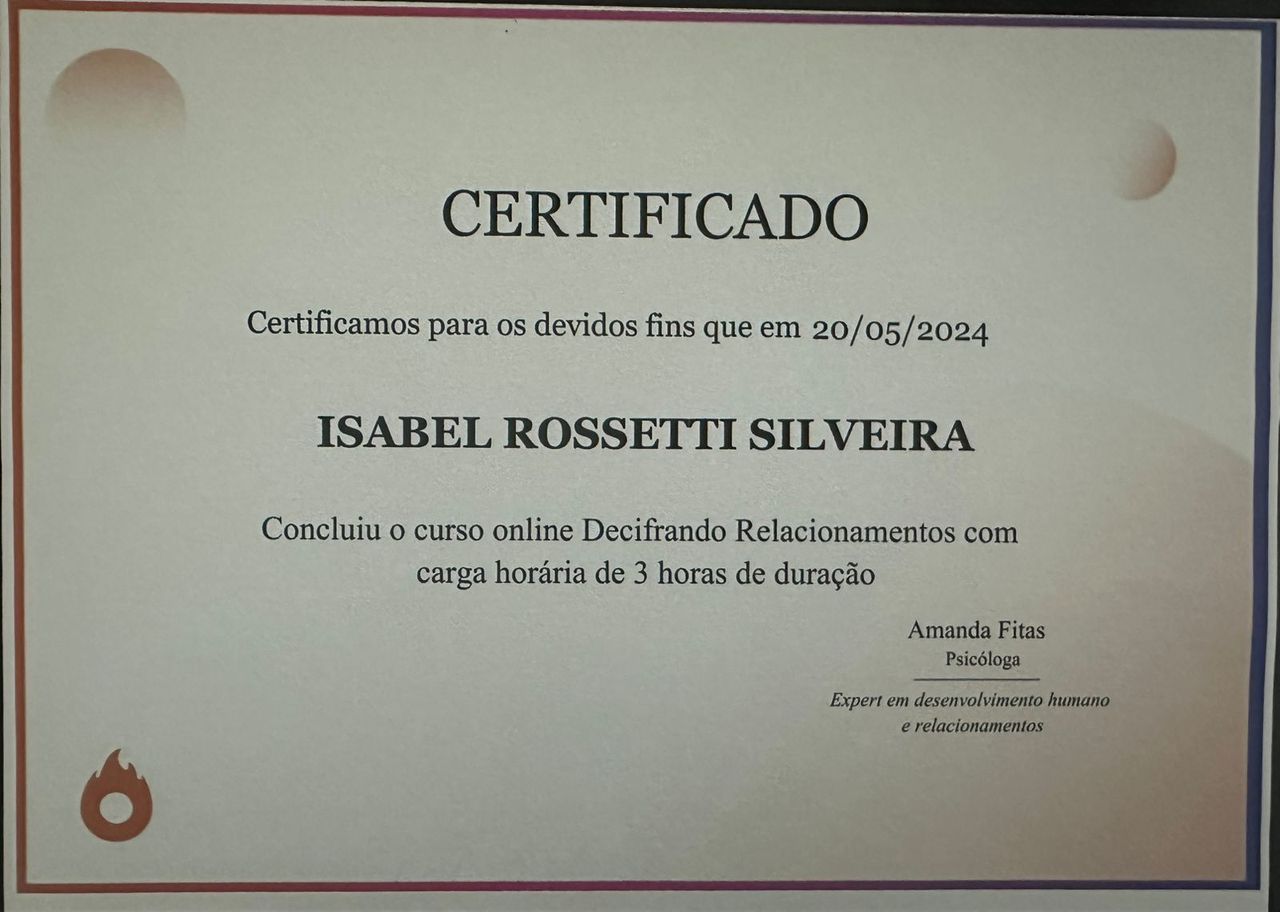 CERTIFICADO
Certificamos para os devidos fins que em 20/05/2024
ISABEL ROSSETTI SILVEIRA
Concluiu o curso online Decifrando Relacionamentos com
carga horária de 3 horas de duração
Amanda Fitas
Psicóloga
Expert em desenvolvimento humano
e relacionamentos